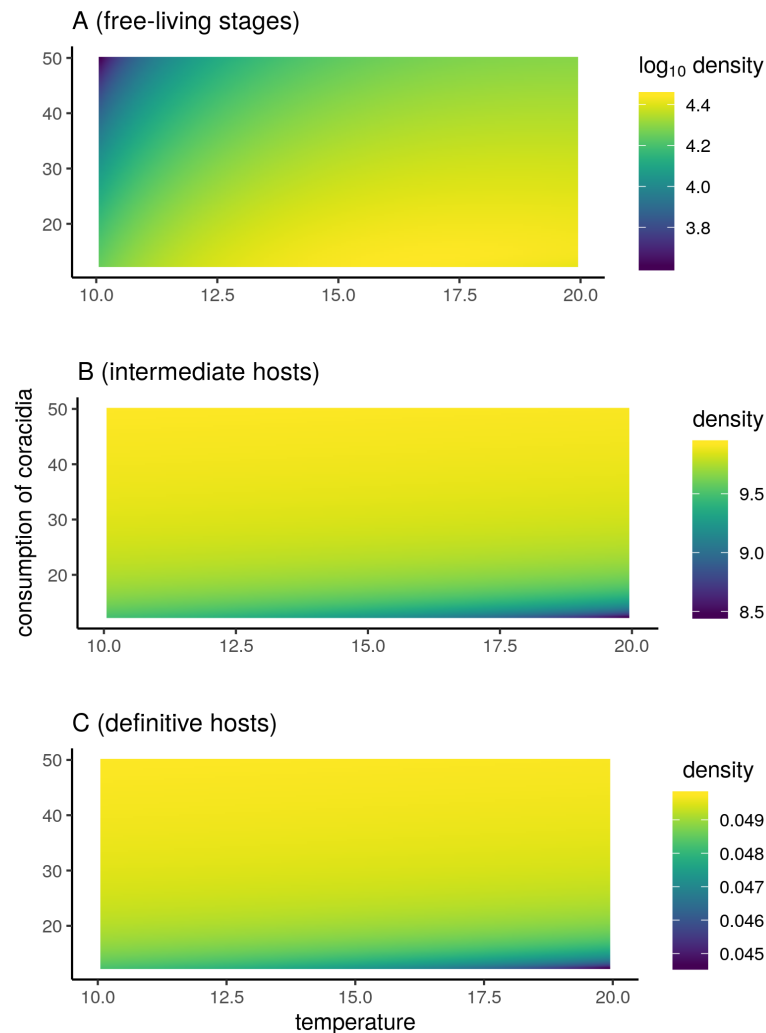 A (free-living stages)
log₁₀ density
50
40
30
20
4.4
4.2
4.0
3.8
10.0 12.5 15.0 17.5 20.0
B (intermediate hosts)
density
consumption of coracidia
50
40
30
20
9.5
9.0
8.5
10.0 12.5 15.0 17.5 20.0
C (definitive hosts)
density
50
40
30
20
0.049
0.048
0.047
0.046
0.045
10.0 12.5 15.0 17.5 20.0
temperature